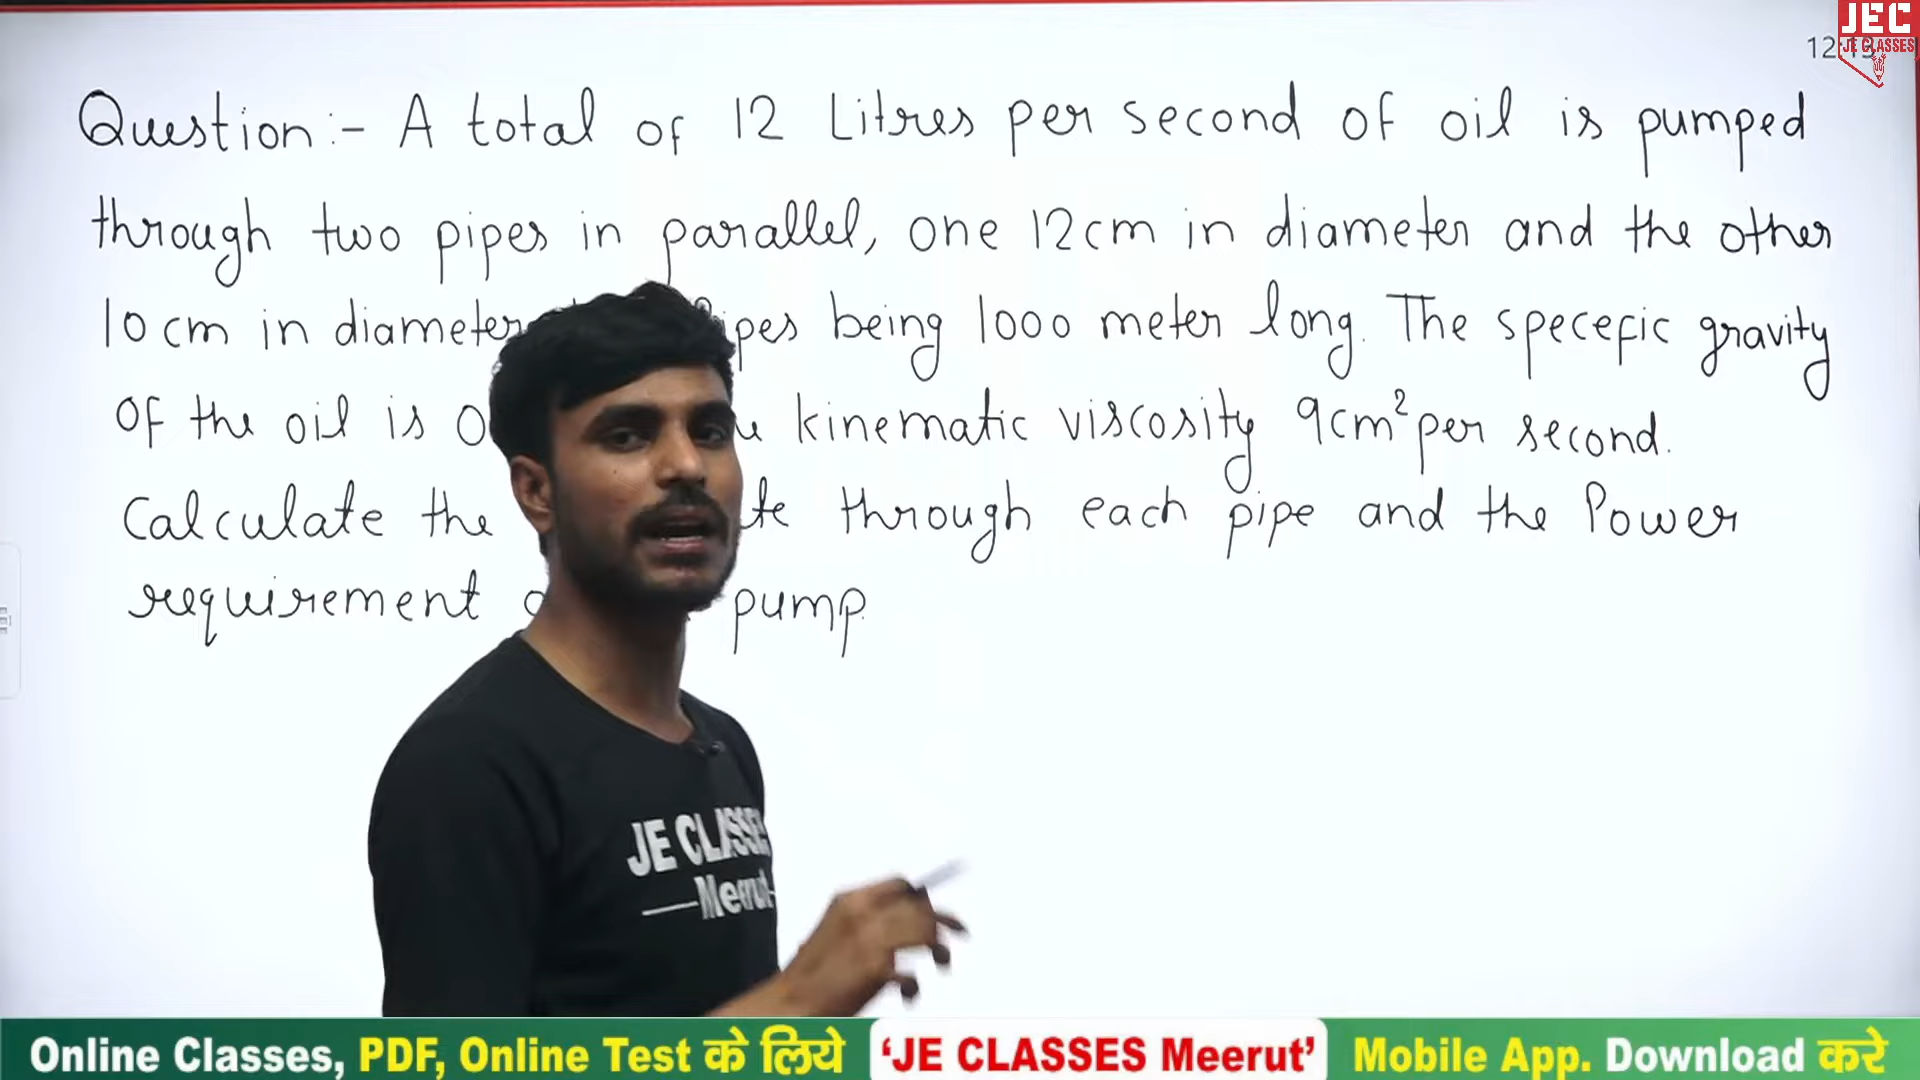 JEC
JE CLASSES
Question:- A total of 12 Litres per second of oil is pumped
through two pipes in parallel, one 12cm in diameter and the other
10cm in diameter being 1000 meter long. The specefic gravity
of the oil is kinematic viscosity 9cm² per second.
Calculate the through each pipe and the Power
requirement pump.
JE CLASSES
Meerut
Online Classes, PDF, Online Test के लिये 'JE CLASSES Meerut' Mobile App. Download करे